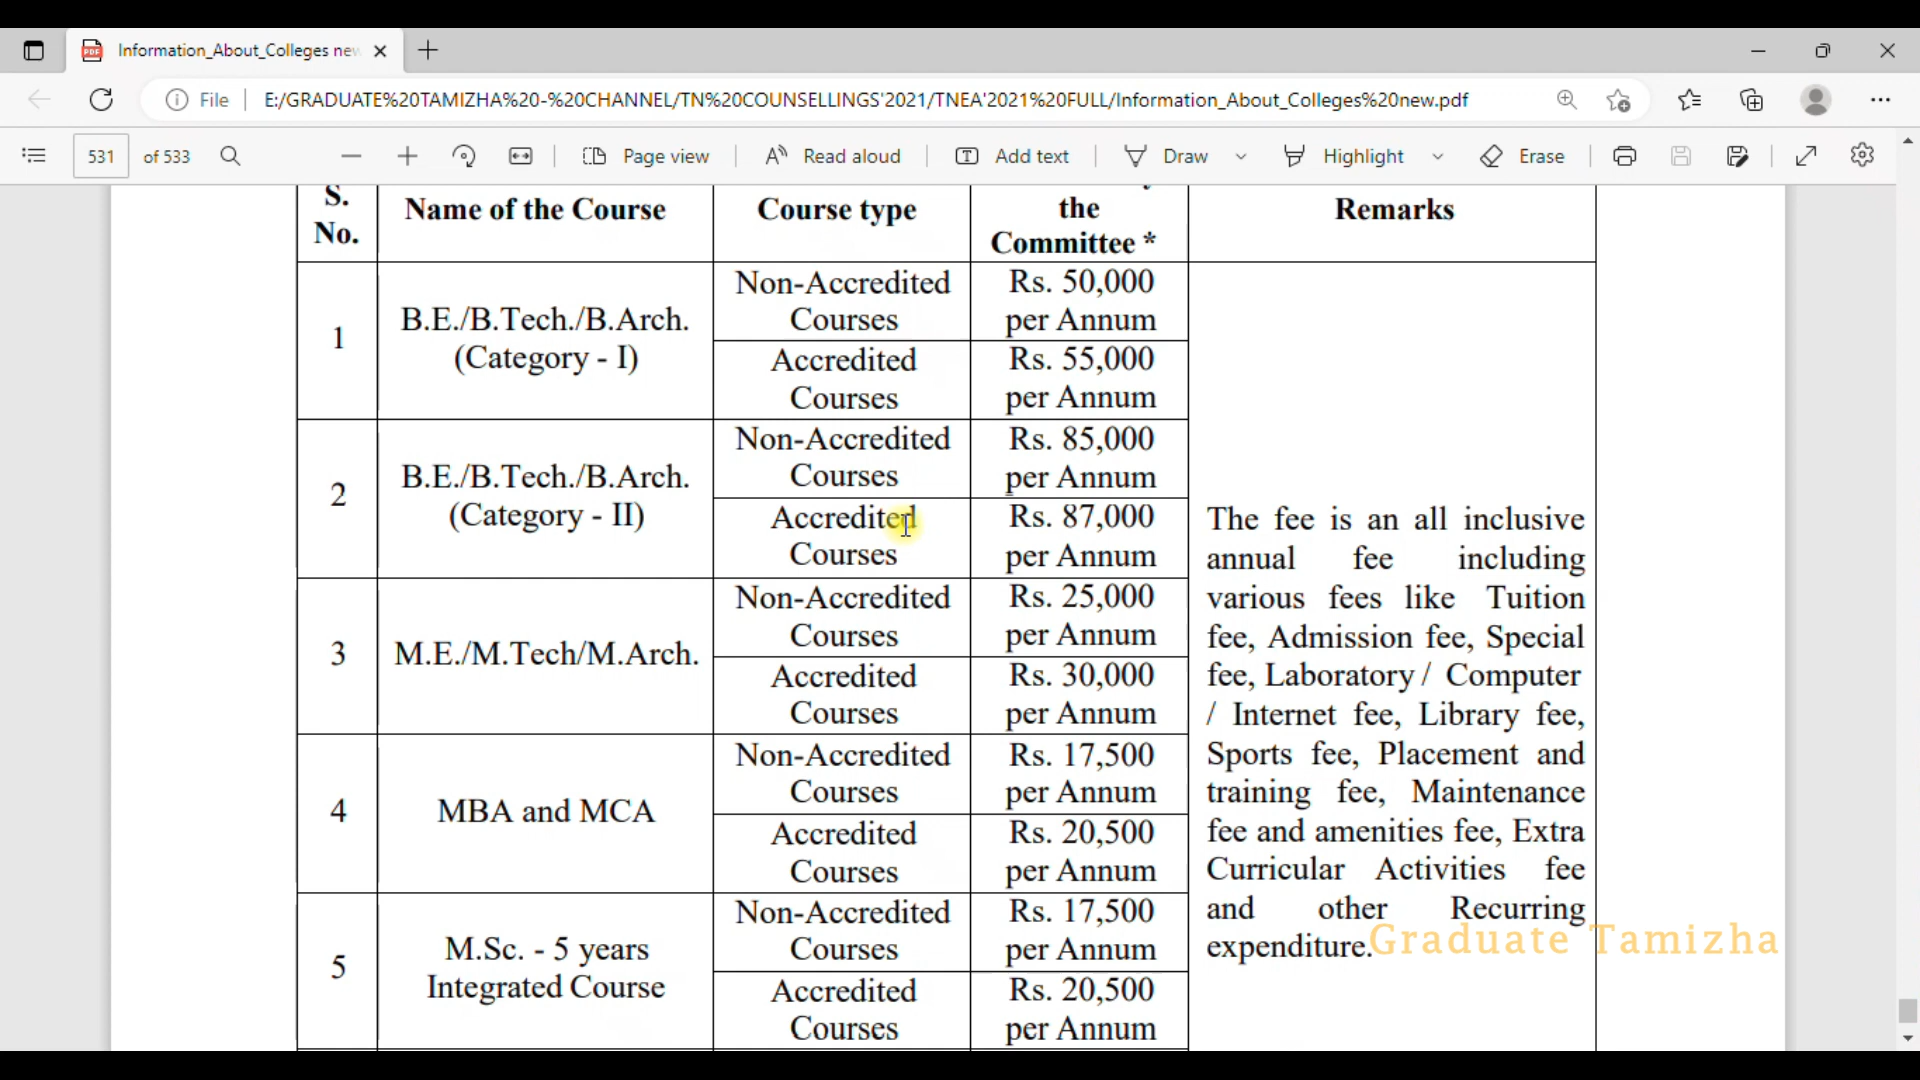 Information_About_Colleges new
File
E:/GRADUATE%20TAMIZHA%20-%20CHANNEL/TN%20COUNSELLINGS'2021/TNEA'2021%20FULL/Information_About_Colleges%20new.pdf
531 of 533
Page view
Read aloud
Add text
Draw
Highlight
Erase
S.
No.
Name of the Course
Course type
the
Committee *
Remarks
1
B.E./B.Tech./B.Arch.
(Category - I)
Non-Accredited
Courses
Rs. 50,000
per Annum
Accredited
Courses
Rs. 55,000
per Annum
2
B.E./B.Tech./B.Arch.
(Category - II)
Non-Accredited
Courses
Rs. 85,000
per Annum
Accredited
Courses
Rs. 87,000
per Annum
3
M.E./M.Tech/M.Arch.
Non-Accredited
Courses
Rs. 25,000
per Annum
Accredited
Courses
Rs. 30,000
per Annum
4
MBA and MCA
Non-Accredited
Courses
Rs. 17,500
per Annum
Accredited
Courses
Rs. 20,500
per Annum
5
M.Sc. - 5 years
Integrated Course
Non-Accredited
Courses
Rs. 17,500
per Annum
Accredited
Courses
Rs. 20,500
per Annum
The fee is an all inclusive
annual fee including
various fees like Tuition
fee, Admission fee, Special
fee, Laboratory / Computer
/ Internet fee, Library fee,
Sports fee, Placement and
training fee, Maintenance
fee and amenities fee, Extra
Curricular Activities fee
and other Recurring
expenditure.
Graduate Tamizha